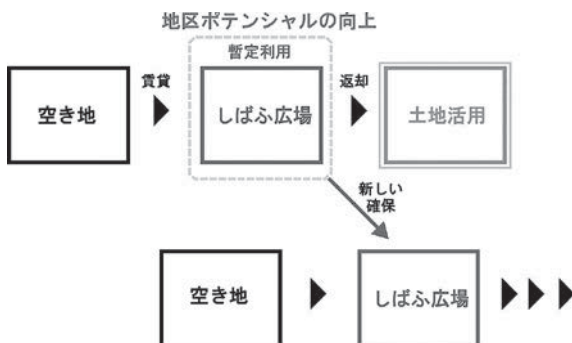 地区ポテンシャルの向上
暫定利用
空き地
賃貸
しばふ広場
返却
土地活用
新しい
確保
空き地
しばふ広場